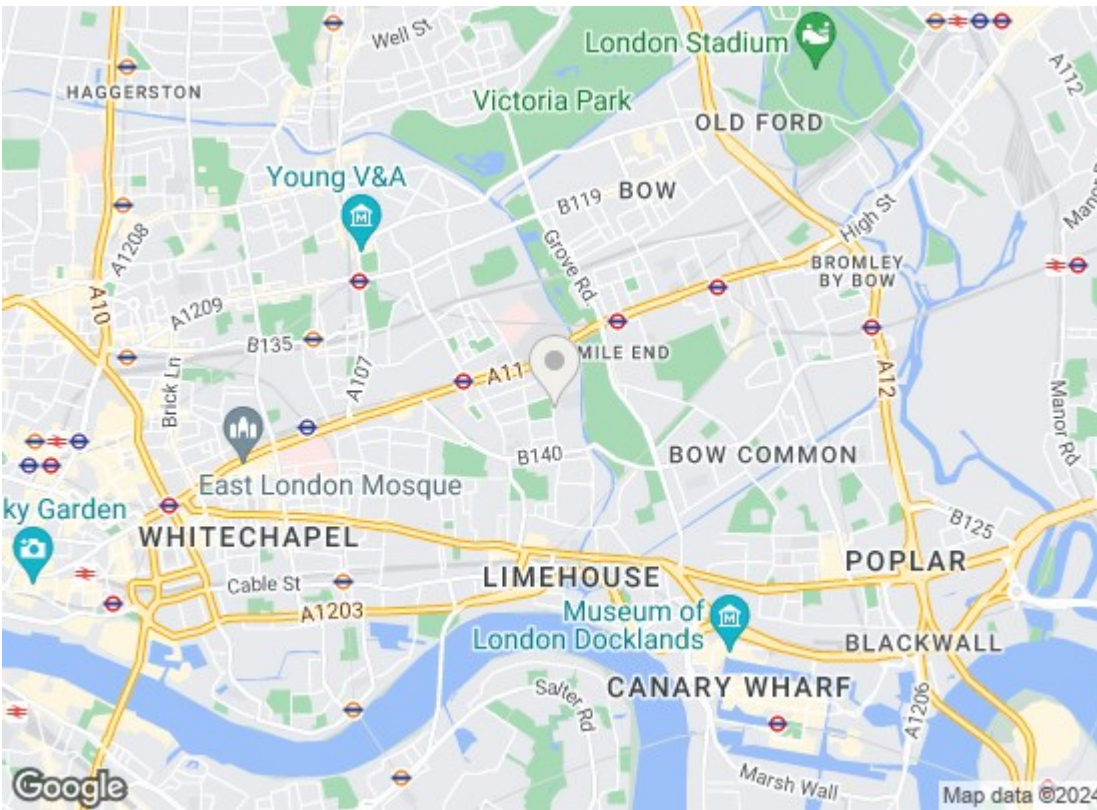 Well St
London Stadium
A112
HAGGERSTON
Victoria Park
OLD FORD
Young V&A
BOW
B119
High St
A1208
Grove Rd
BROMLEY
BY BOW
A10
A1209
B135
MILE END
A107
A11
A12
Brick Ln
Manor Rd
B140
BOW COMMON
East London Mosque
ky Garden
WHITECHAPEL
B125
POPLAR
Cable St
LIMEHOUSE
A1203
Museum of
London Docklands
BLACKWALL
CANARY WHARF
Salter Rd
A1206
Marsh Wall
Google
Map data ©2024